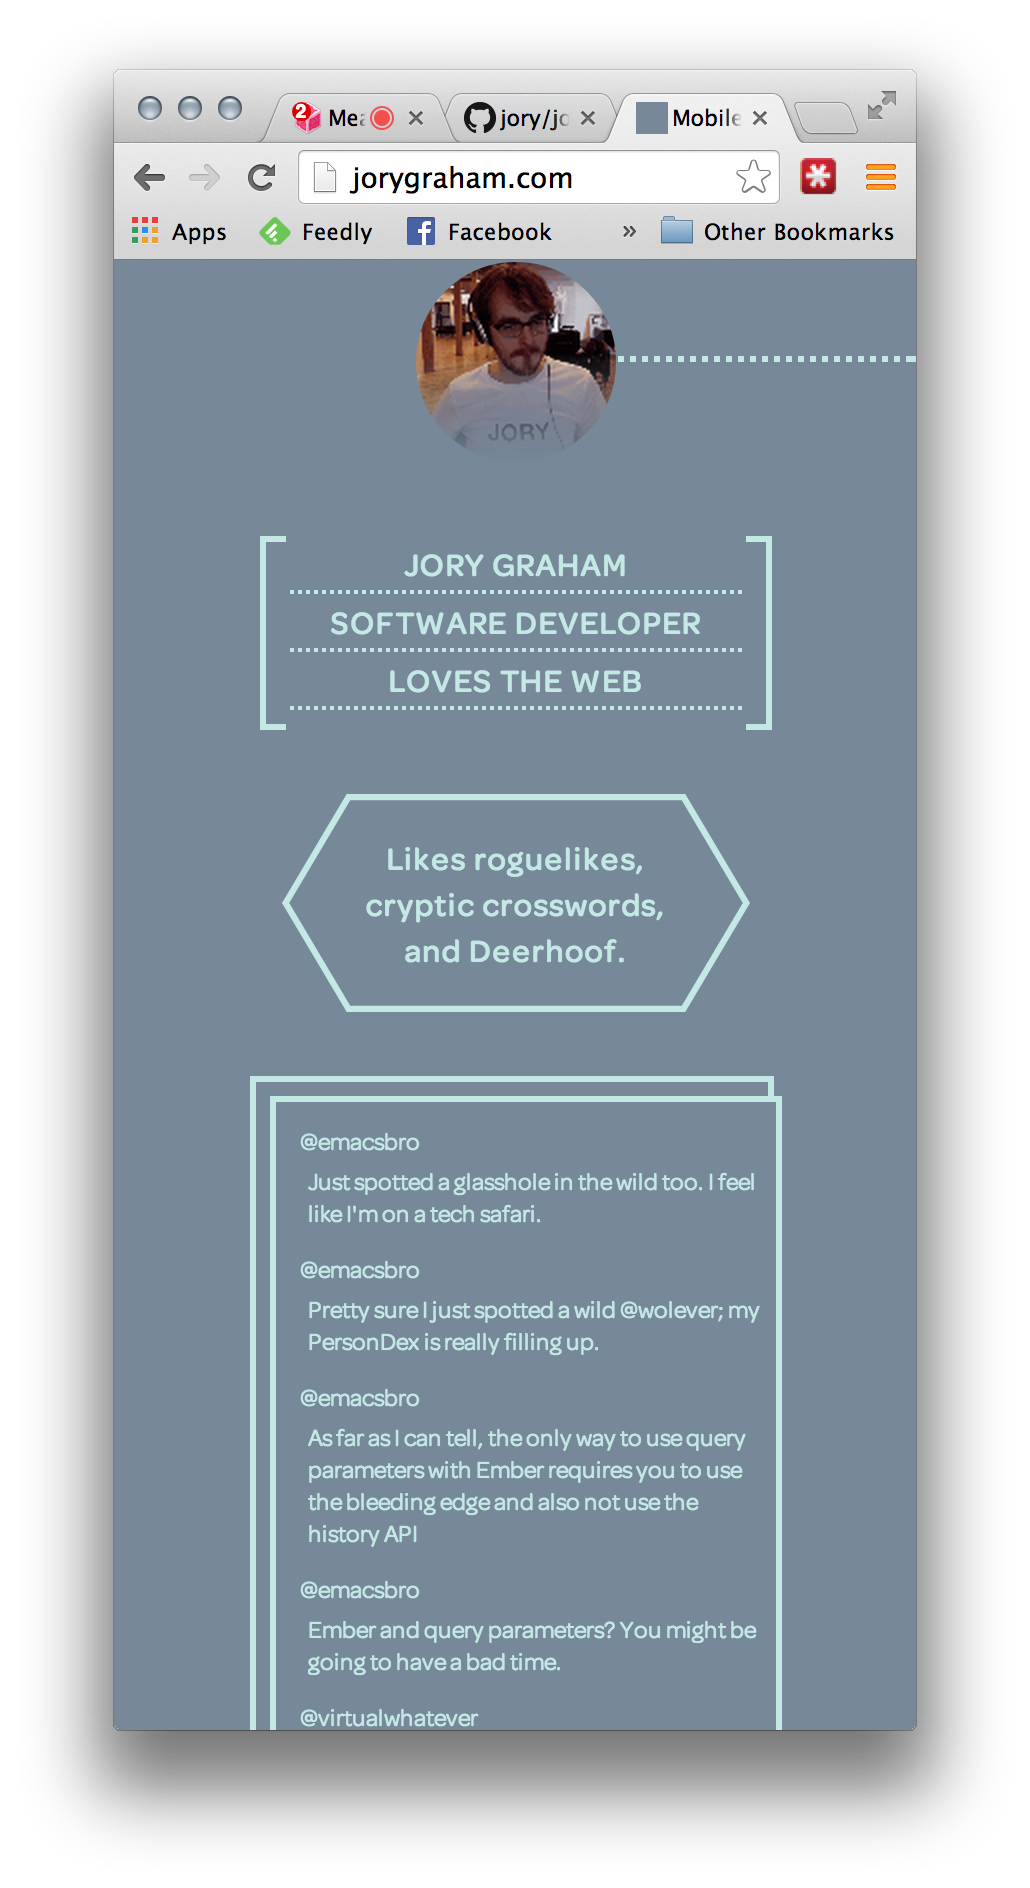 2
Mea
jory/jo
Mobile
jorygraham.com
Apps
Feedly
Facebook
»
Other Bookmarks
JORY
JORY GRAHAM
SOFTWARE DEVELOPER
LOVES THE WEB
Likes roguelikes,
cryptic crosswords,
and Deerhoof.
@emacsbro
Just spotted a glasshole in the wild too. I feel
like I'm on a tech safari.
@emacsbro
Pretty sure I just spotted a wild @wolever; my
PersonDex is really filling up.
@emacsbro
As far as I can tell, the only way to use query
parameters with Ember requires you to use
the bleeding edge and also not use the
history API
@emacsbro
Ember and query parameters? You might be
going to have a bad time.
@virtualwhatever